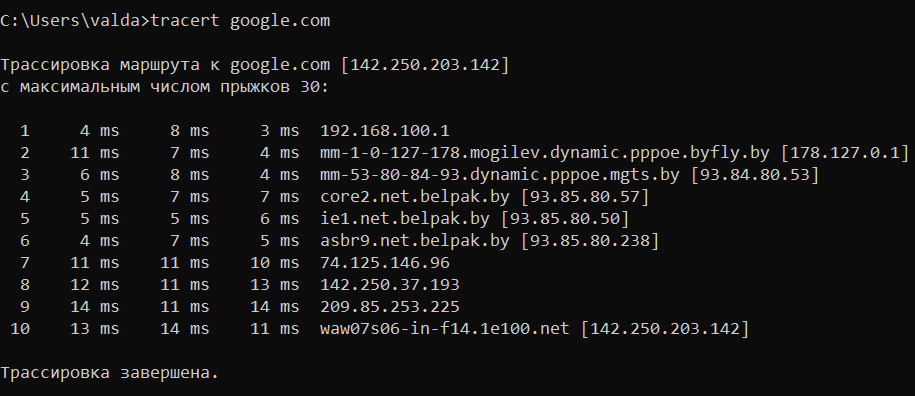 C:\Users\valda>tracert google.com
Трассировка маршрута к google.com [142.250.203.142]
с максимальным числом прыжков 30:
1 4 ms 8 ms 3 ms 192.168.100.1
2 11 ms 7 ms 4 ms mm-1-0-127-178.mogilev.dynamic.pppoe.byfly.by [178.127.0.1]
3 6 ms 8 ms 4 ms mm-53-80-84-93.dynamic.pppoe.mgts.by [93.84.80.53]
4 5 ms 7 ms 7 ms core2.net.belpak.by [93.85.80.57]
5 5 ms 5 ms 6 ms ie1.net.belpak.by [93.85.80.50]
6 4 ms 7 ms 5 ms asbr9.net.belpak.by [93.85.80.238]
7 11 ms 11 ms 10 ms 74.125.146.96
8 12 ms 11 ms 13 ms 142.250.37.193
9 14 ms 11 ms 14 ms 209.85.253.225
10 13 ms 14 ms 11 ms waw07s06-in-f14.1e100.net [142.250.203.142]
Трассировка завершена.